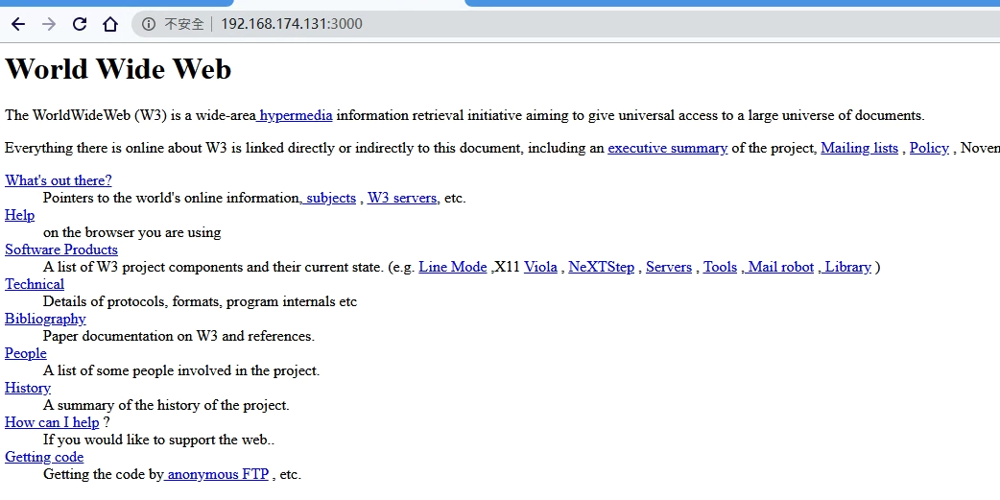 不安全 192.168.174.131:3000
World Wide Web
The WorldWideWeb (W3) is a wide-area hypermedia information retrieval initiative aiming to give universal access to a large universe of documents.
Everything there is online about W3 is linked directly or indirectly to this document, including an executive summary of the project, Mailing lists , Policy ,
What's out there?
Pointers to the world's online information, subjects , W3 servers, etc.
Help
on the browser you are using
Software Products
A list of W3 project components and their current state. (e.g. Line Mode ,X11 Viola , NeXTStep , Servers , Tools , Mail robot , Library )
Technical
Details of protocols, formats, program internals etc
Bibliography
Paper documentation on W3 and references.
People
A list of some people involved in the project.
History
A summary of the history of the project.
How can I help ?
If you would like to support the web..
Getting code
Getting the code by anonymous FTP , etc.